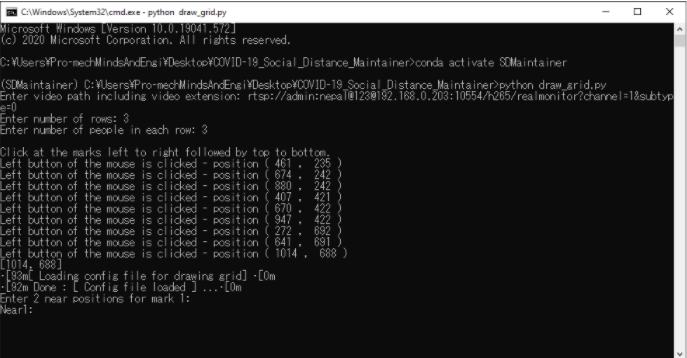 C:\Windows\System32\cmd.exe - python draw_grid.py
Microsoft Windows [Version 10.0.19041.572]
(c) 2020 Microsoft Corporation. All rights reserved.
C:¥Users¥Pro-mechMindsAndEngi¥Desktop¥COVID-19_Social_Distance_Maintainer>conda activate SDMaintainer
(SDMaintainer) C:¥Users¥Pro-mechMindsAndEngi¥Desktop¥COVID-19_Social_Distance_Maintainer>python draw_grid.py
Enter video path including video extension: rtsp://admin:nepal@123@192.168.0.203:10554/h265/realmonitor?channel=1&subtyp
e=0
Enter number of rows: 3
Enter number of people in each row: 3
Click at the marks left to right followed by top to bottom.
Left button of the mouse is clicked - position ( 461 , 235 )
Left button of the mouse is clicked - position ( 674 , 242 )
Left button of the mouse is clicked - position ( 880 , 242 )
Left button of the mouse is clicked - position ( 407 , 421 )
Left button of the mouse is clicked - position ( 670 , 422 )
Left button of the mouse is clicked - position ( 947 , 422 )
Left button of the mouse is clicked - position ( 272 , 692 )
Left button of the mouse is clicked - position ( 641 , 691 )
Left button of the mouse is clicked - position ( 1014 , 688 )
[1014, 688]
·[93m[ Loading config file for drawing grid] ·[0m
·[92m Done : [ Config file loaded ] ...·[0m
Enter 2 near positions for mark 1:
Near1: